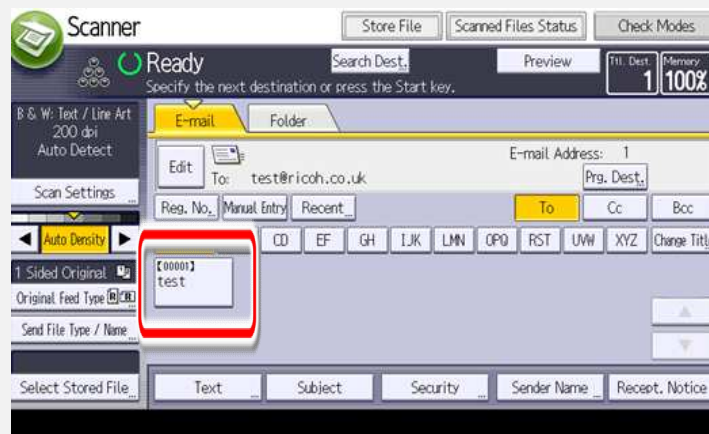 Scanner
Store File
Scanned Files Status
Check Modes
Ready
Search Dest.
Preview
Ttl. Dest.
1
Memory
100%
Specify the next destination or press the Start key.
B & W: Text / Line Art
200 dpi
Auto Detect
Scan Settings
Auto Density
1 Sided Original
Original Feed Type
Send File Type / Name
Select Stored File
E-mail
Folder
Edit
To: test@ricoh.co.uk
E-mail Address: 1
Prg. Dest.
Reg. No.
Manual Entry
Recent
To
Cc
Bcc
CD
EF
GH
IJK
LMN
OPQ
RST
UVW
XYZ
Change Titl
【00001】
test
Text
Subject
Security
Sender Name
Recept. Notice